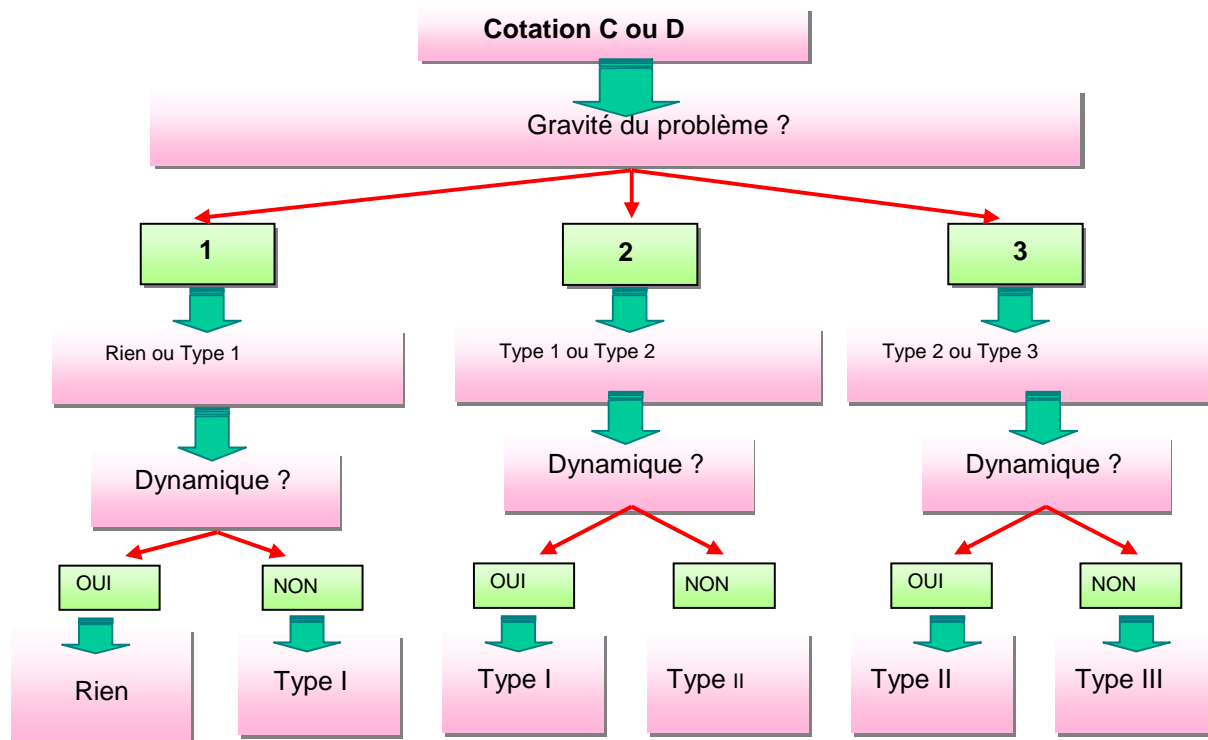 Cotation C ou D
Gravité du problème ?
1
2
3
Rien ou Type 1
Type 1 ou Type 2
Type 2 ou Type 3
Dynamique ?
Dynamique ?
Dynamique ?
OUI
NON
OUI
NON
OUI
NON
Rien
Type I
Type I
Type II
Type II
Type III